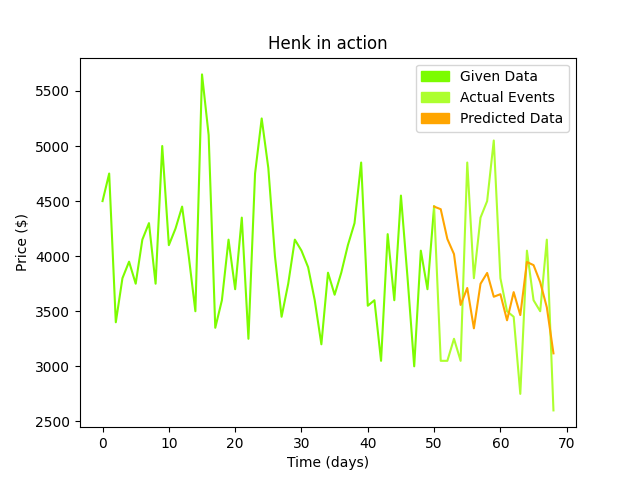 Henk in action
Given Data
Actual Events
Predicted Data
Price ($)
5500
5000
4500
4000
3500
3000
2500
0 10 20 30 40 50 60 70
Time (days)